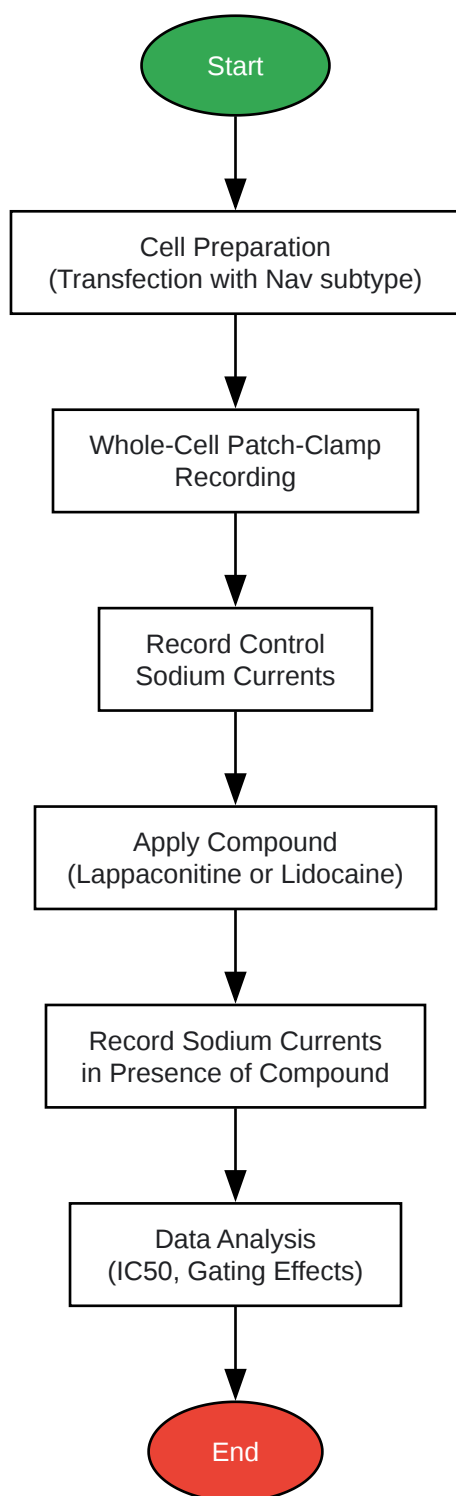 Start
Cell Preparation
(Transfection with Nav subtype)
Whole-Cell Patch-Clamp
Recording
Record Control
Sodium Currents
Apply Compound
(Lappaconitine or Lidocaine)
Record Sodium Currents
in Presence of Compound
Data Analysis
(IC50, Gating Effects)
End